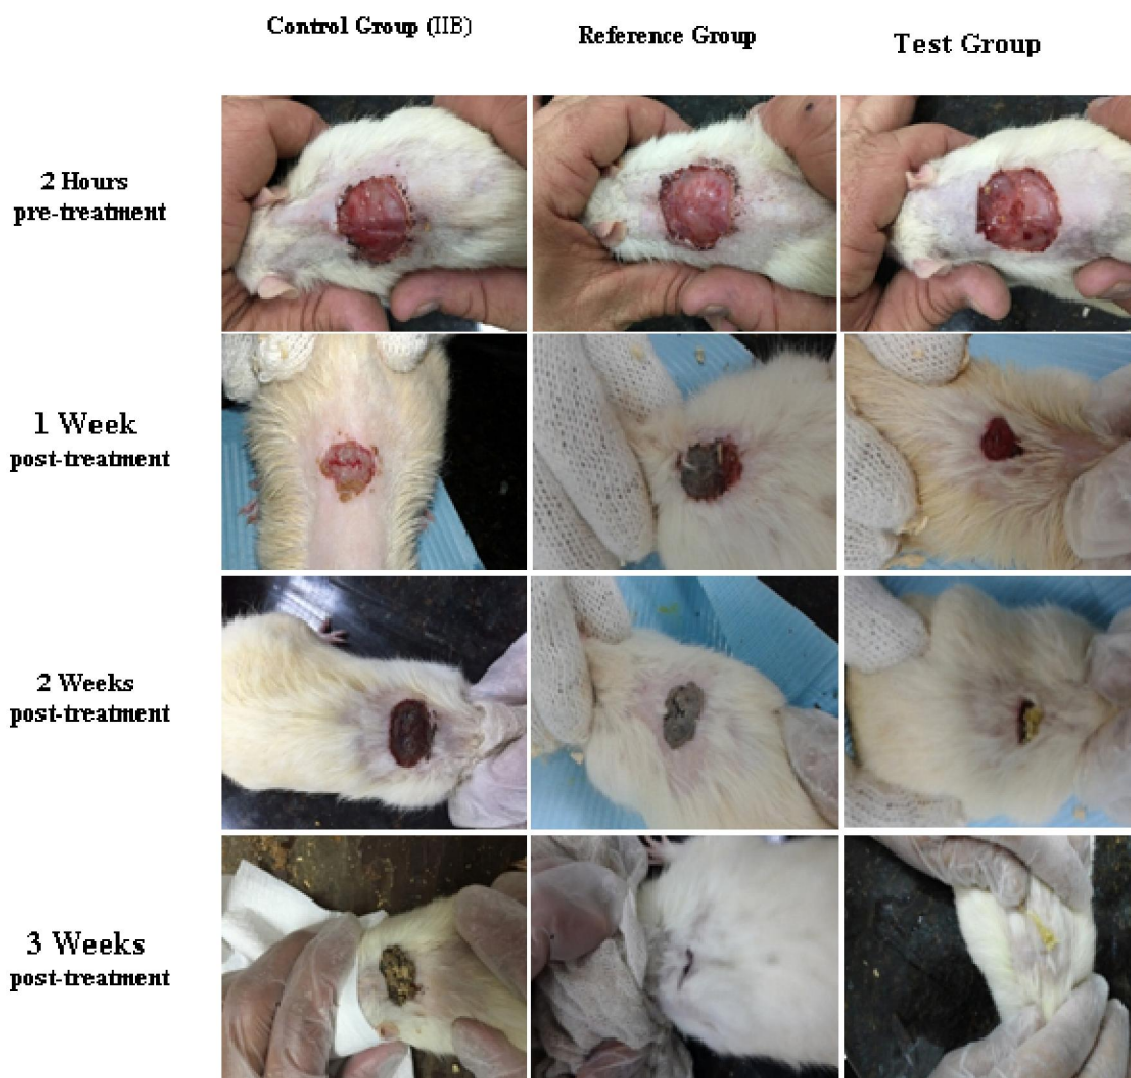 Control Group (IIB)
Reference Group
Test Group
2 Hours
pre-treatment
1 Week
post-treatment
2 Weeks
post-treatment
3 Weeks
post-treatment